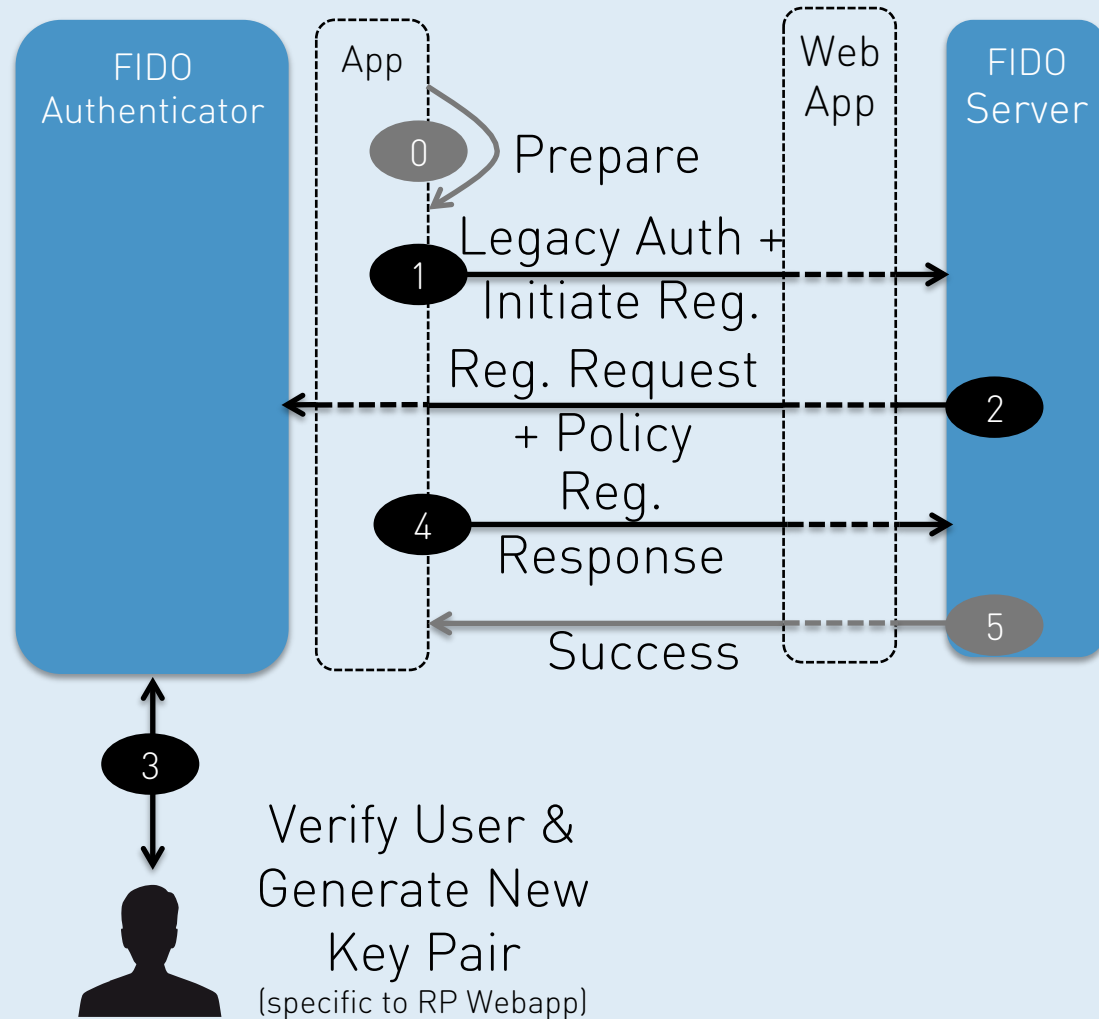 FIDO
Authenticator
App
Web
App
FIDO
Server
0
Prepare
Legacy Auth +
1
Initiate Reg.
Reg. Request
2
+ Policy
Reg.
4
Response
5
Success
3
Verify User &
Generate New
Key Pair
(specific to RP Webapp)